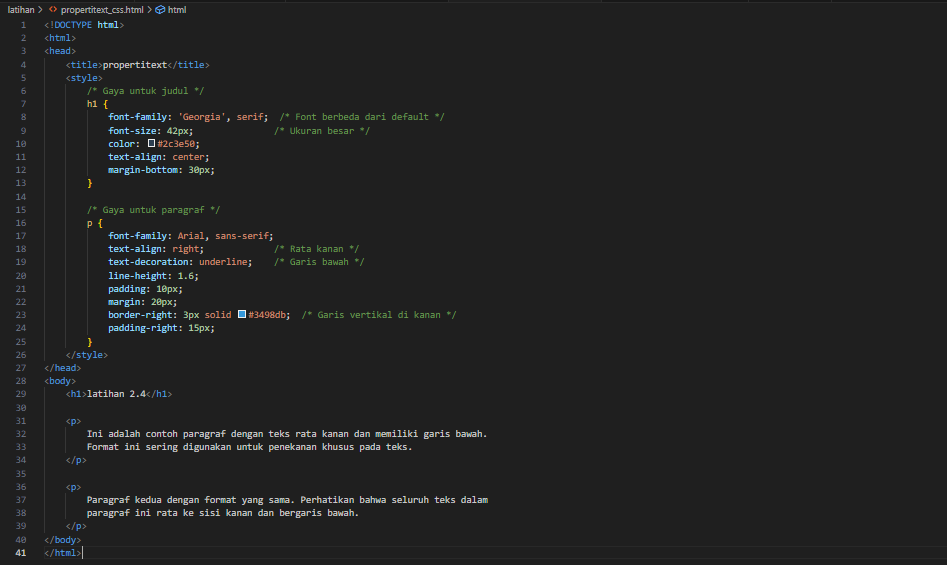 latihan > propertitext_css.html > html
1 <!DOCTYPE html>
2 <html>
3 <head>
4 <title>propertitext</title>
5 <style>
6 /* Gaya untuk judul */
7 h1 {
8 font-family: 'Georgia', serif; /* Font berbeda dari default */
9 font-size: 42px; /* Ukuran besar */
10 color: #2c3e50;
11 text-align: center;
12 margin-bottom: 30px;
13 }
14
15 /* Gaya untuk paragraf */
16 p {
17 font-family: Arial, sans-serif;
18 text-align: right; /* Rata kanan */
19 text-decoration: underline; /* Garis bawah */
20 line-height: 1.6;
21 padding: 10px;
22 margin: 20px;
23 border-right: 3px solid #3498db; /* Garis vertikal di kanan */
24 padding-right: 15px;
25 }
26 </style>
27 </head>
28 <body>
29 <h1>latihan 2.4</h1>
30
31 <p>
32 Ini adalah contoh paragraf dengan teks rata kanan dan memiliki garis bawah.
33 Format ini sering digunakan untuk penekanan khusus pada teks.
34 </p>
35
36 <p>
37 Paragraf kedua dengan format yang sama. Perhatikan bahwa seluruh teks dalam
38 paragraf ini rata ke sisi kanan dan bergaris bawah.
39 </p>
40 </body>
41 </html>